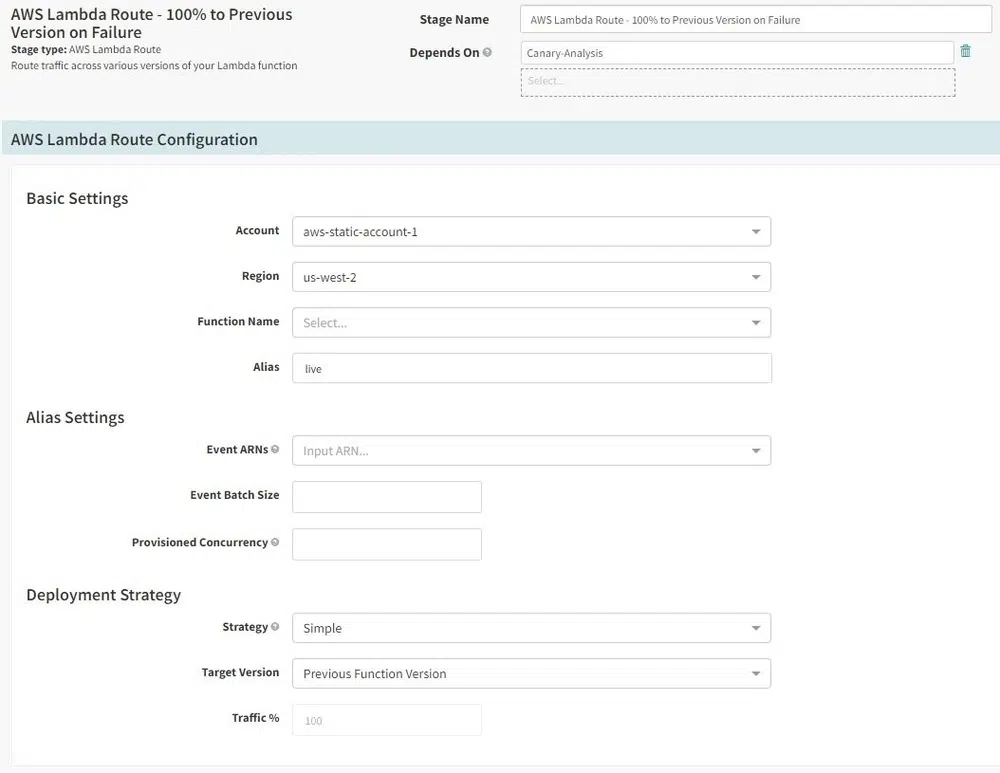 AWS Lambda Route - 100% to Previous
Version on Failure
Stage type: AWS Lambda Route
Route traffic across various versions of your Lambda function
Stage Name
AWS Lambda Route - 100% to Previous Version on Failure
Depends On
Canary-Analysis
Select...
AWS Lambda Route Configuration
Basic Settings
Account
aws-static-account-1
Region
us-west-2
Function Name
Select...
Alias
live
Alias Settings
Event ARNs
Input ARN...
Event Batch Size
Provisioned Concurrency
Deployment Strategy
Strategy
Simple
Target Version
Previous Function Version
Traffic %
100